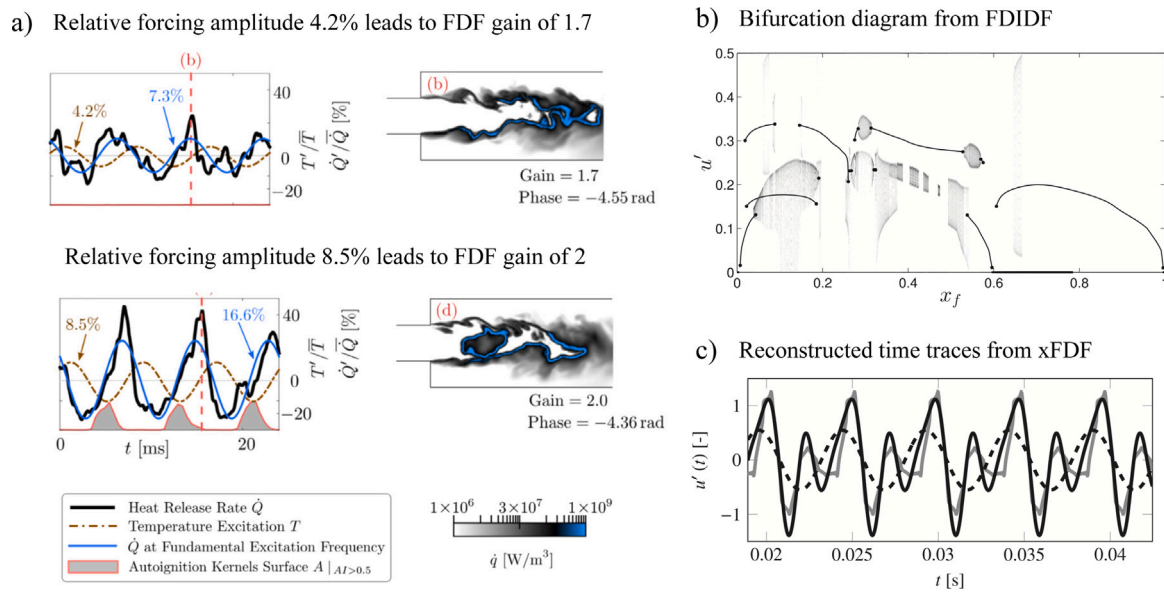 a) Relative forcing amplitude 4.2% leads to FDF gain of 1.7
(b)
4.2%
7.3%
40
0
−20
T′/T̅ [%]
Q̇′/Q̇̅ [%]
(b)
Gain = 1.7
Phase = −4.55 rad
Relative forcing amplitude 8.5% leads to FDF gain of 2
8.5%
16.6%
40
0
−20
T′/T̅ [%]
Q̇′/Q̇̅ [%]
0 20
t [ms]
(d)
Gain = 2.0
Phase = −4.36 rad
Heat Release Rate Q̇
Temperature Excitation T
Q̇ at Fundamental Excitation Frequency
Autoignition Kernels Surface A |AI>0.5
1×10⁶ 3×10⁷ 1×10⁹
q̇ [W/m³]
b) Bifurcation diagram from FDIDF
0.5
0.4
0.3
0.2
0.1
0
u′
0 0.2 0.4 0.6 0.8 1
x_f
c) Reconstructed time traces from xFDF
1
0
−1
u′(t) [-]
0.02 0.025 0.03 0.035 0.04
t [s]